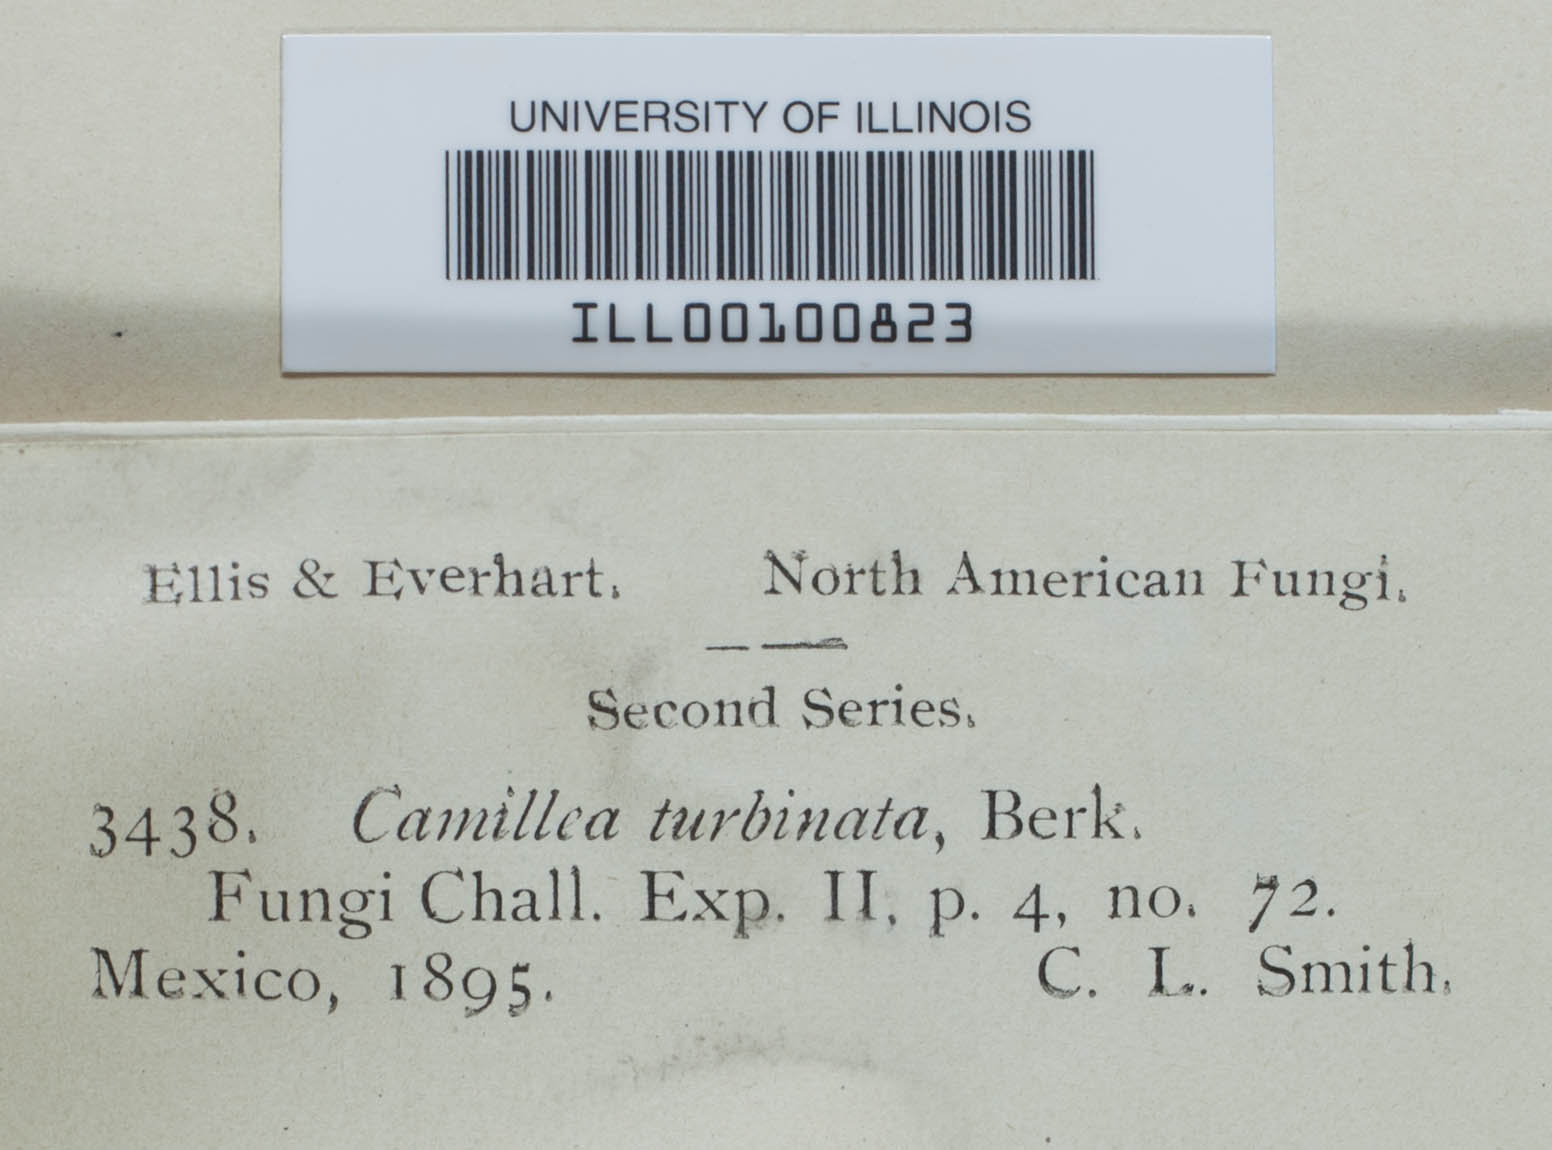 UNIVERSITY OF ILLINOIS
ILL00100823
Ellis & Everhart. North American Fungi.
Second Series.
3438. Camillea turbinata, Berk.
Fungi Chall. Exp. II, p. 4, no. 72.
Mexico, 1895. C. L. Smith.